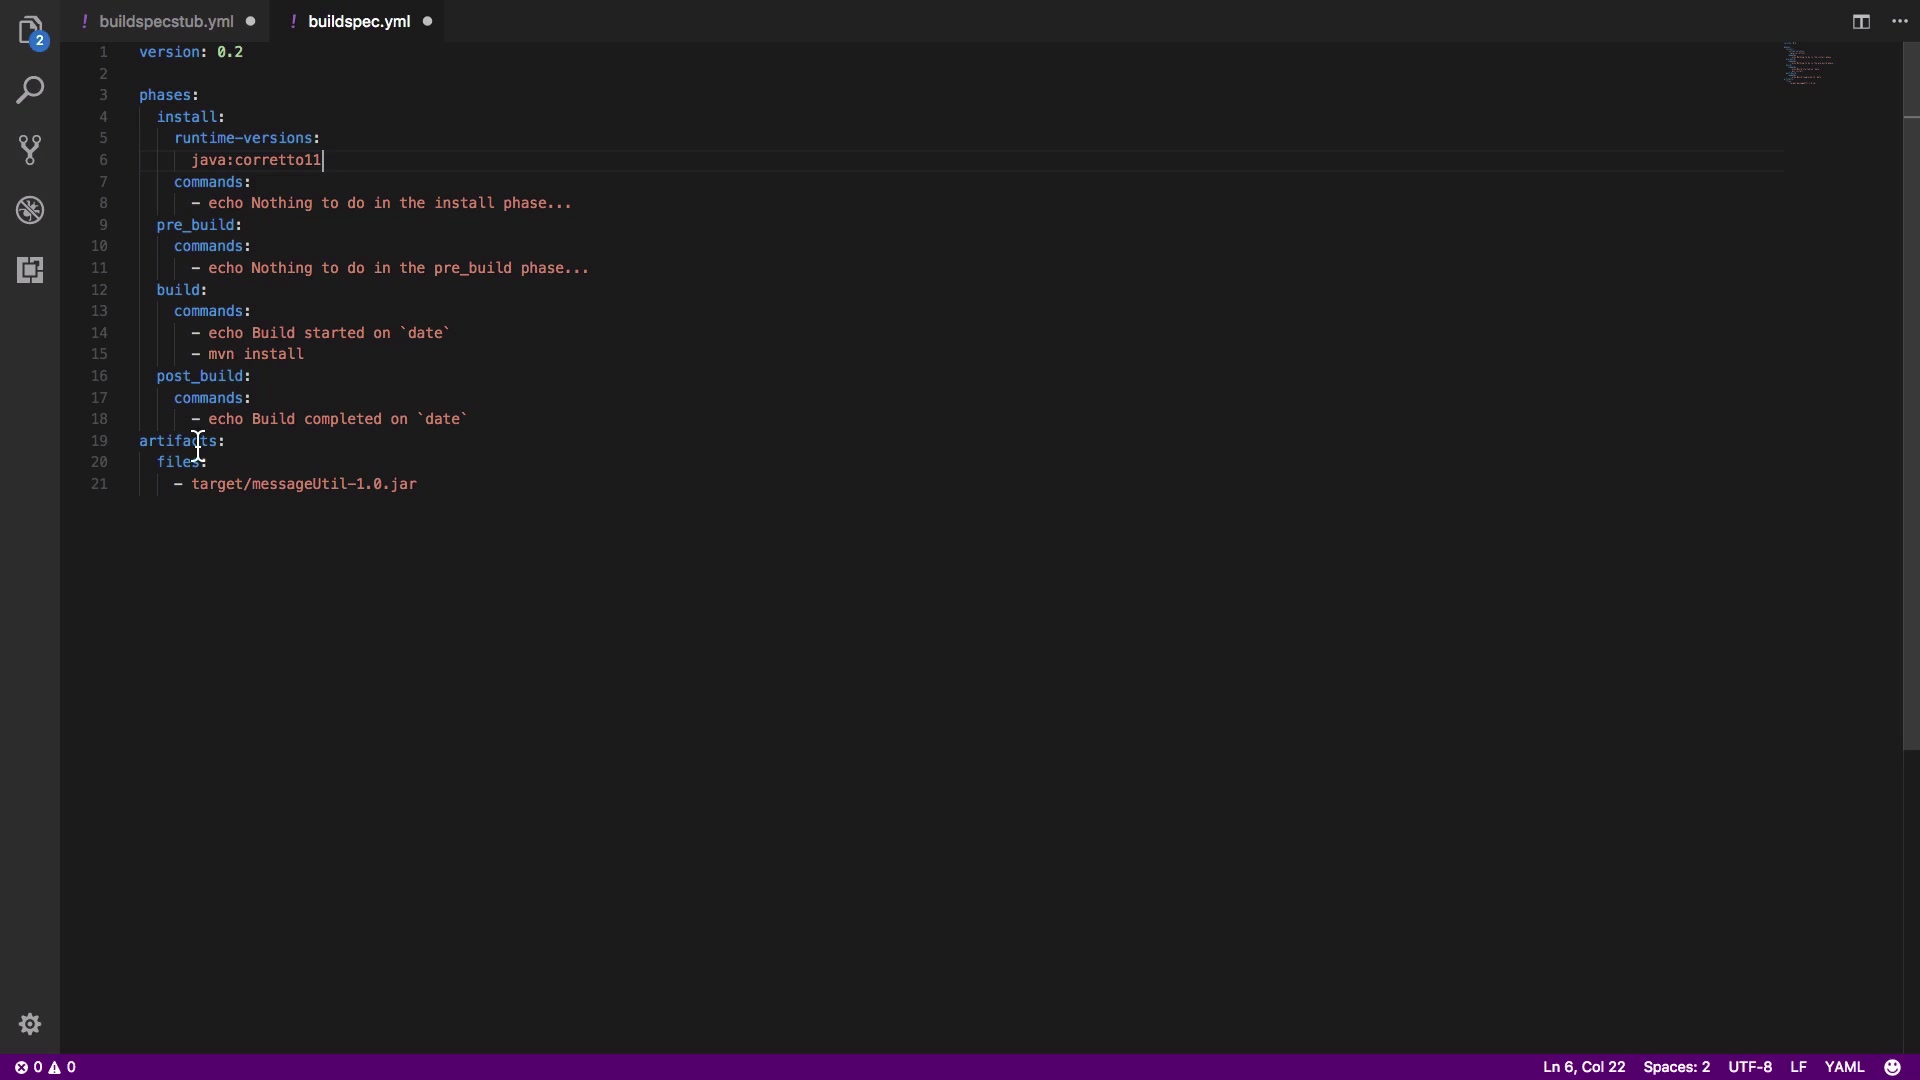 ! buildspecstub.yml ● ! buildspec.yml ●
2
1 version: 0.2
2
3 phases:
4 install:
5 runtime-versions:
6 java:corretto11
7 commands:
8 - echo Nothing to do in the install phase...
9 pre_build:
10 commands:
11 - echo Nothing to do in the pre_build phase...
12 build:
13 commands:
14 - echo Build started on `date`
15 - mvn install
16 post_build:
17 commands:
18 - echo Build completed on `date`
19 artifacts:
20 files:
21 - target/messageUtil-1.0.jar
0 0 Ln 6, Col 22 Spaces: 2 UTF-8 LF YAML